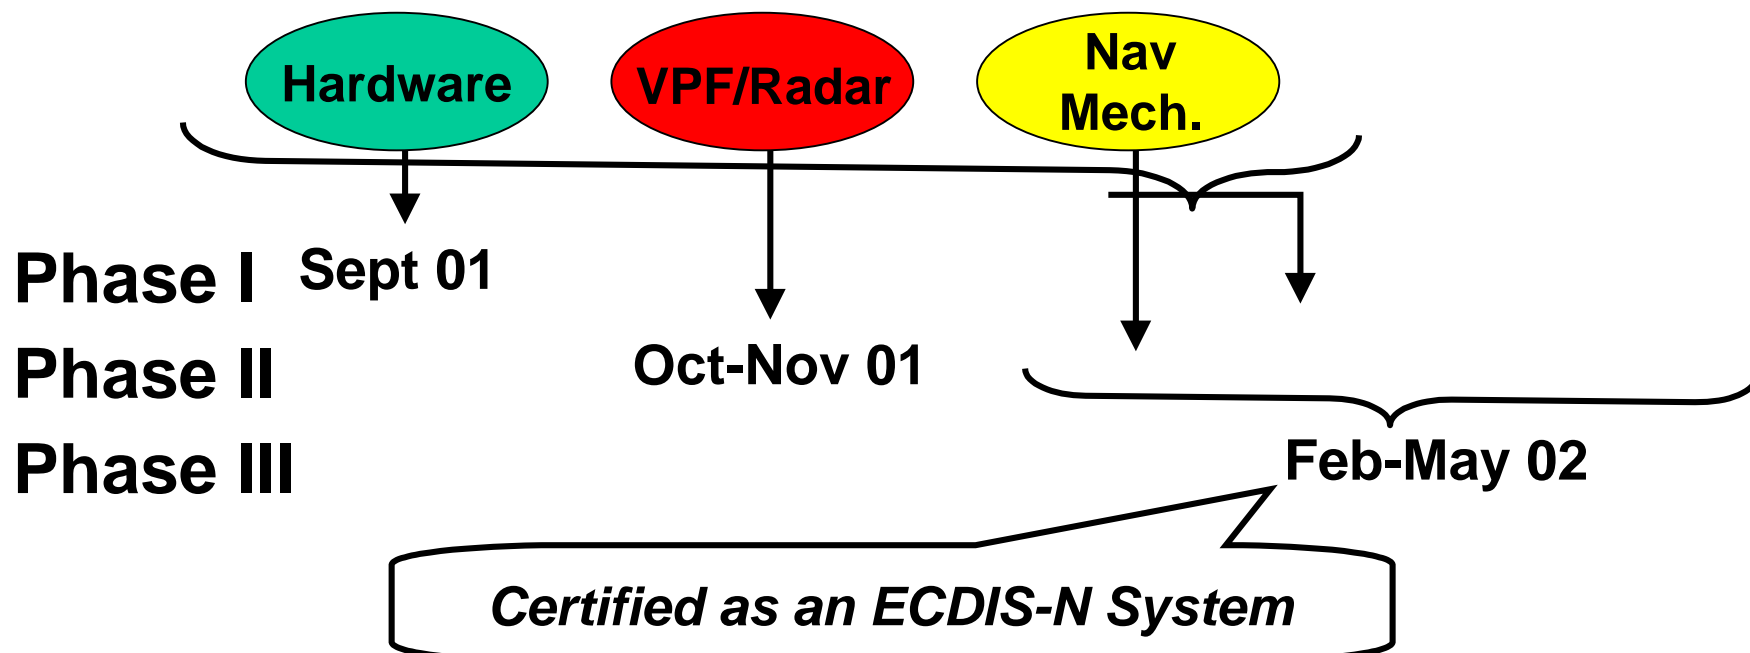 Hardware
VPF/Radar
Nav
Mech.
Phase I
Sept 01
Phase II
Oct-Nov 01
Phase III
Feb-May 02
Certified as an ECDIS-N System